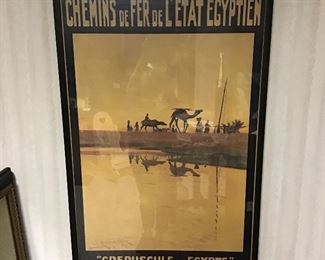 CHEMINS DE FER DE L'ETAT EGYPTIEN
"CREPUSCULE EGYPTE"